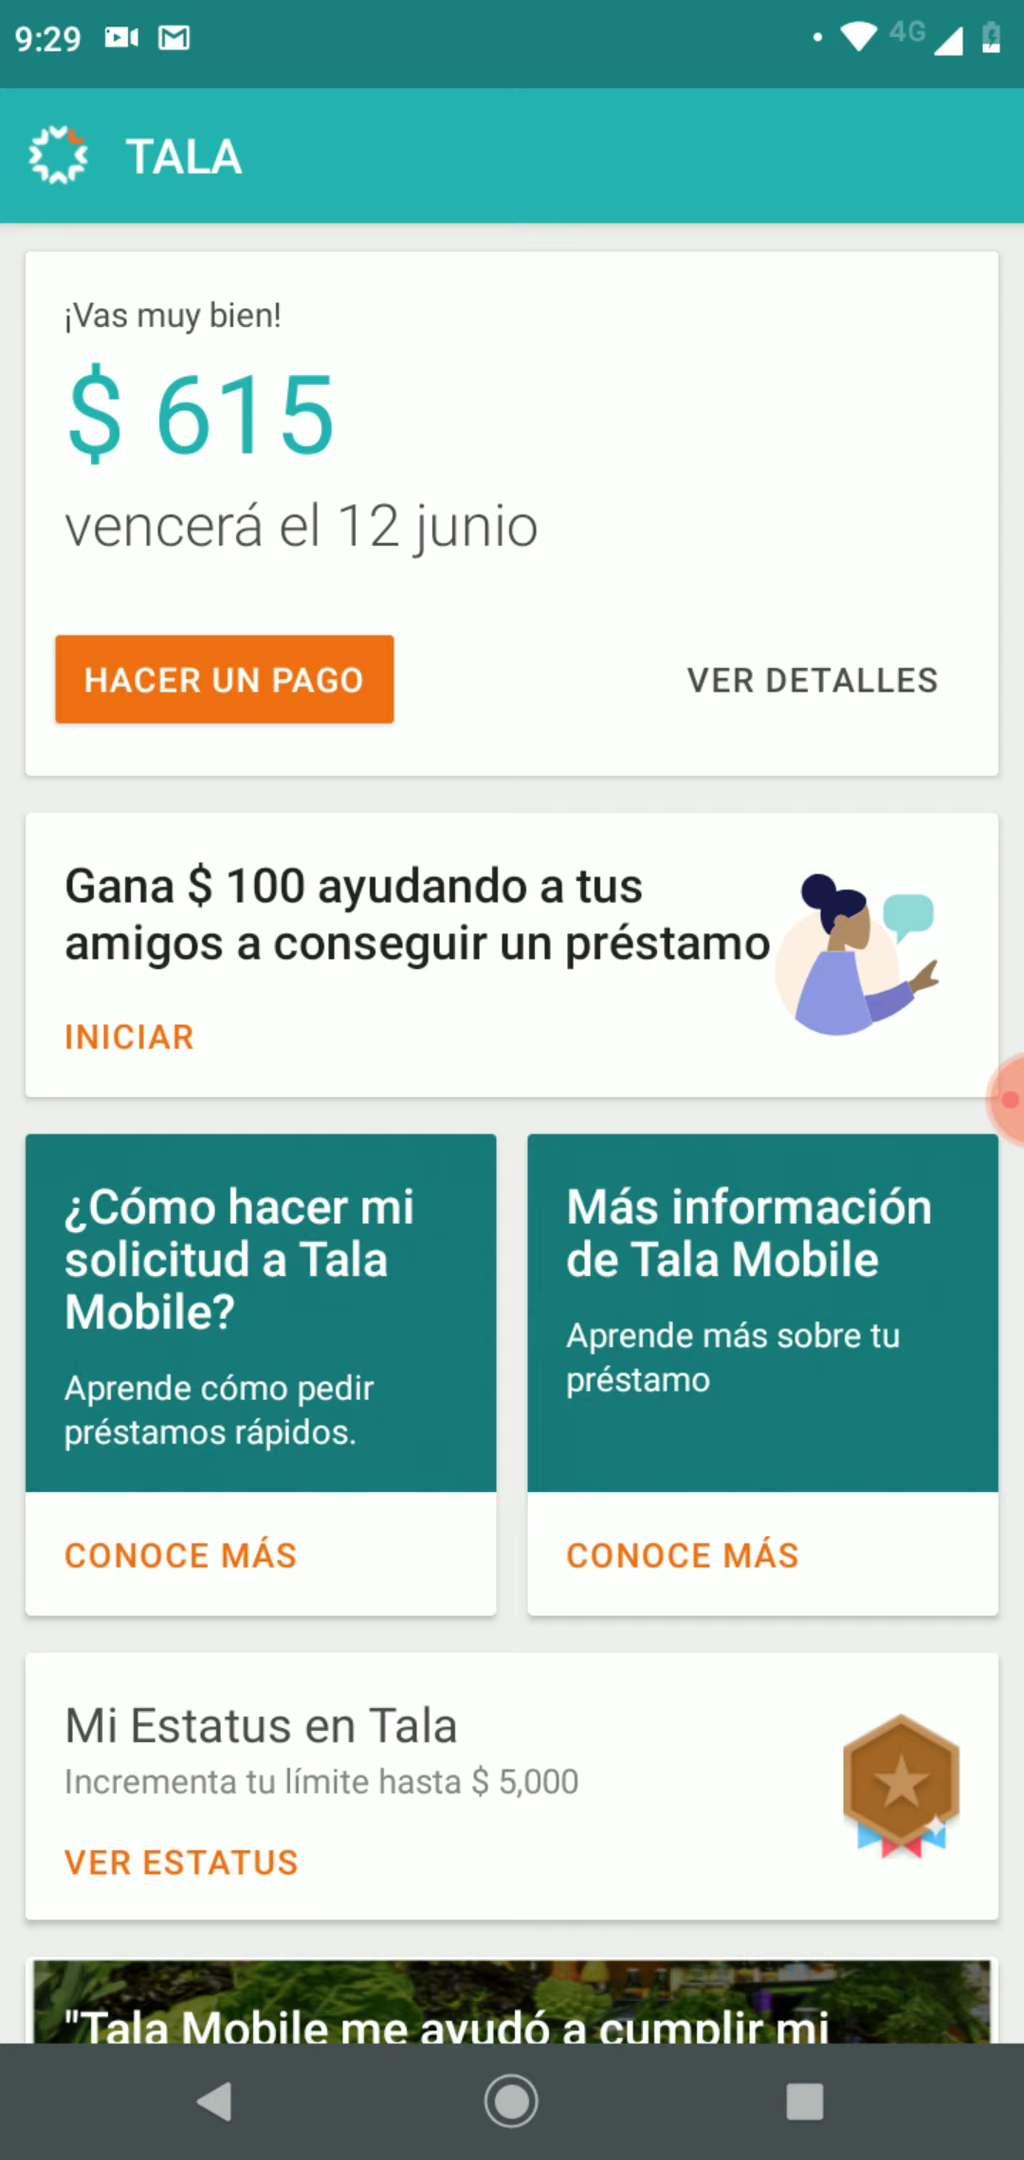 9:29
4G
TALA
¡Vas muy bien!
$ 615
vencerá el 12 junio
HACER UN PAGO
VER DETALLES
Gana $ 100 ayudando a tus
amigos a conseguir un préstamo
INICIAR
¿Cómo hacer mi
solicitud a Tala
Mobile?
Aprende cómo pedir
préstamos rápidos.
CONOCE MÁS
Más información
de Tala Mobile
Aprende más sobre tu
préstamo
CONOCE MÁS
Mi Estatus en Tala
Incrementa tu límite hasta $ 5,000
VER ESTATUS
"Tala Mobile me ayudó a cumplir mi